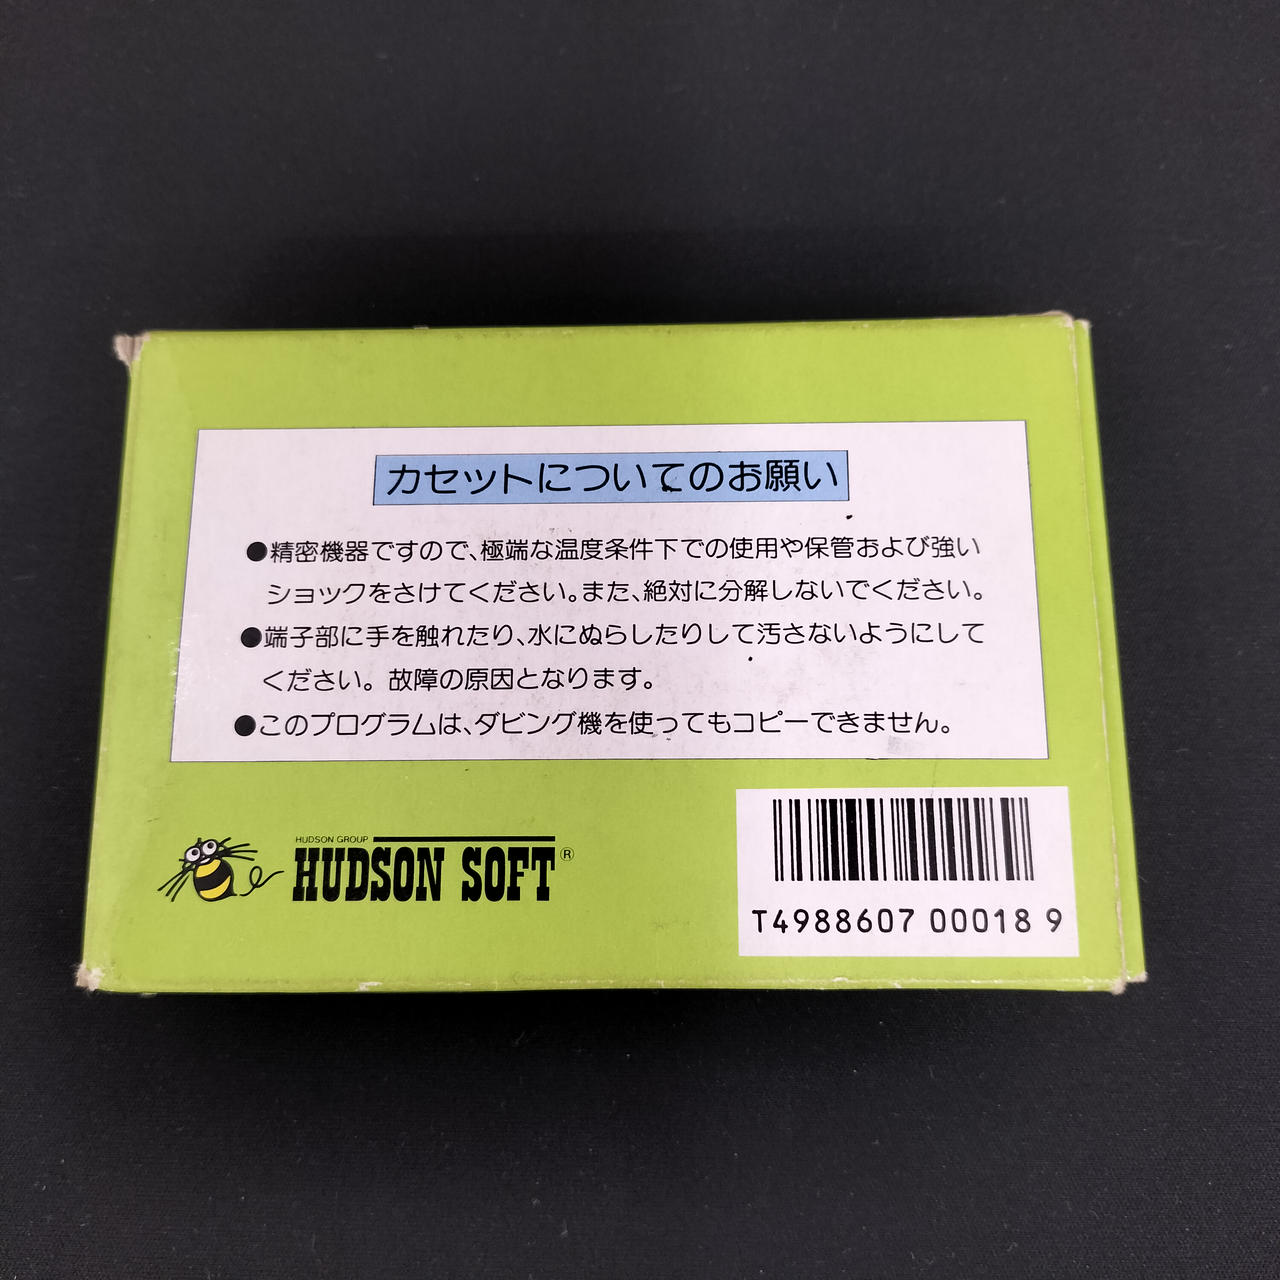 カセットについてのお願い
●精密機器ですので、極端な温度条件下での使用や保管および強い
ショックをさけてください。また、絶対に分解しないでください。
●端子部に手を触れたり、水にぬらしたりして汚さないようにして
ください。故障の原因となります。
●このプログラムは、ダビング機を使ってもコピーできません。
HUDSON GROUP
HUDSON SOFT®
T4988607 00018 9